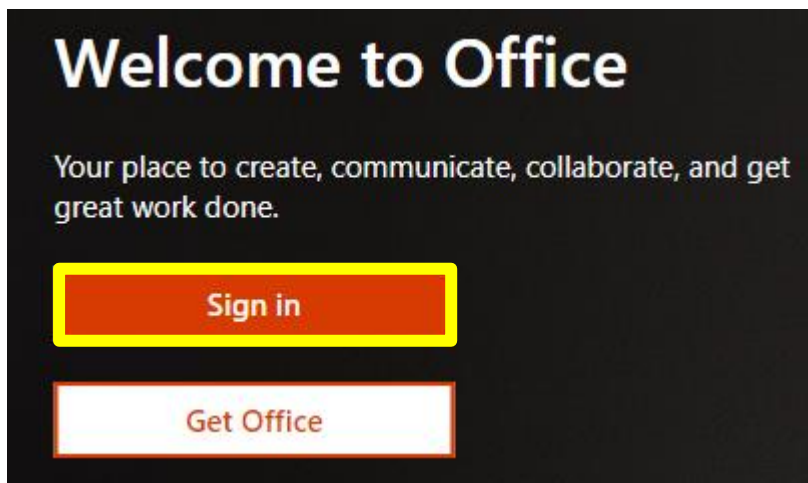 Welcome to Office
Your place to create, communicate, collaborate, and get
great work done.
Sign in
Get Office